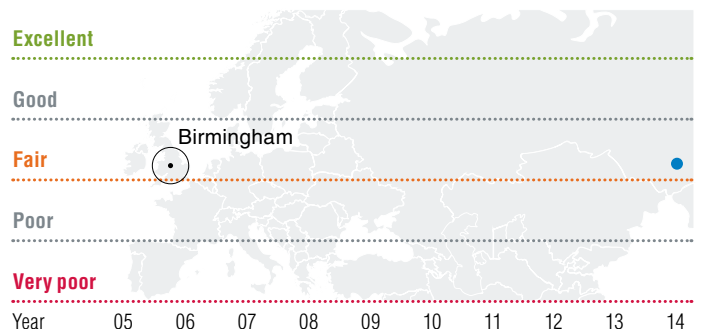 Excellent
Good
Birmingham
Fair
Poor
Very poor
Year 05 06 07 08 09 10 11 12 13 14